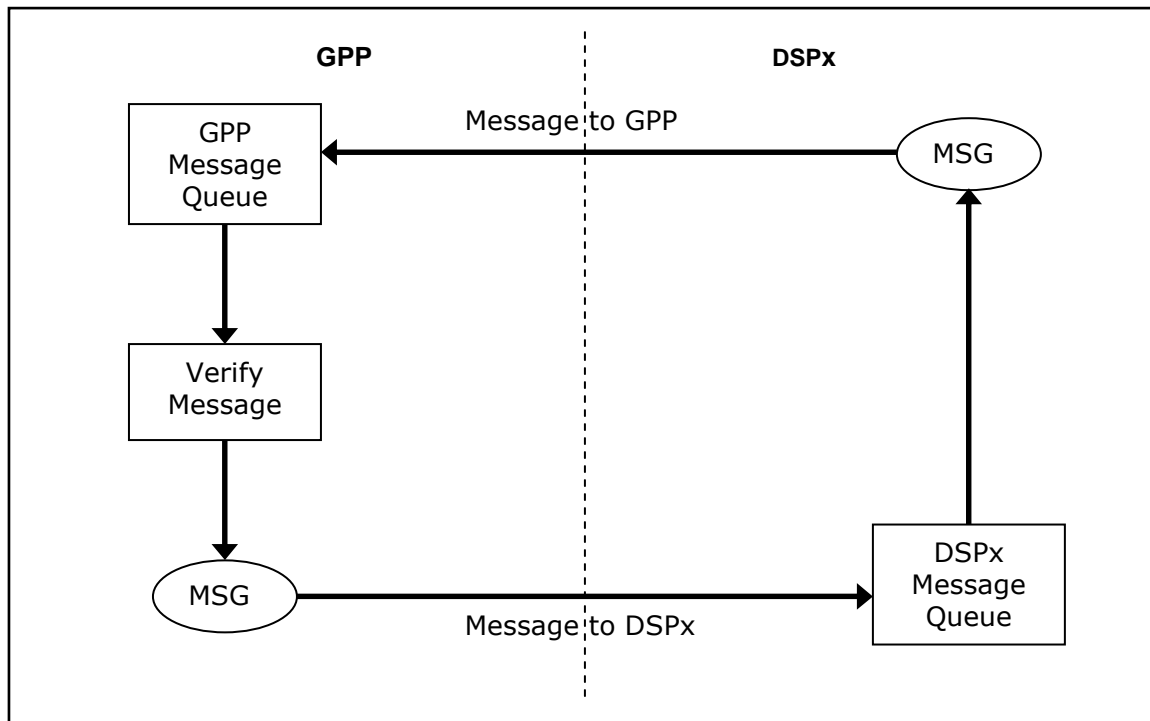 GPP
DSPx
Message to GPP
GPP
Message
Queue
MSG
Verify
Message
MSG
Message to DSPx
DSPx
Message
Queue